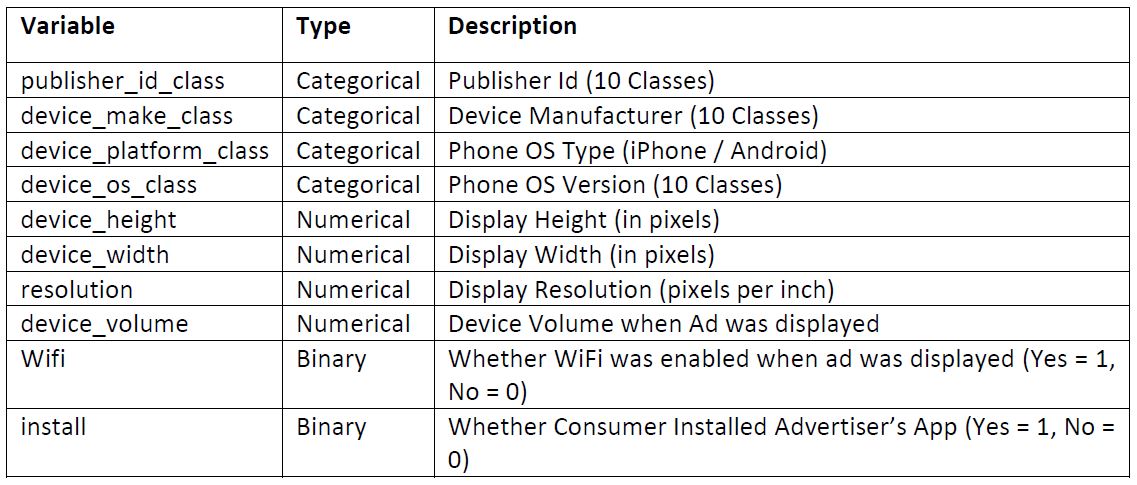 Variable Type Description
publisher_id_class Categorical Publisher Id (10 Classes)
device_make_class Categorical Device Manufacturer (10 Classes)
device_platform_class Categorical Phone OS Type (iPhone / Android)
device_os_class Categorical Phone OS Version (10 Classes)
device_height Numerical Display Height (in pixels)
device_width Numerical Display Width (in pixels)
resolution Numerical Display Resolution (pixels per inch)
device_volume Numerical Device Volume when Ad was displayed
Wifi Binary Whether WiFi was enabled when ad was displayed (Yes = 1,
No = 0)
install Binary Whether Consumer Installed Advertiser’s App (Yes = 1, No =
0)